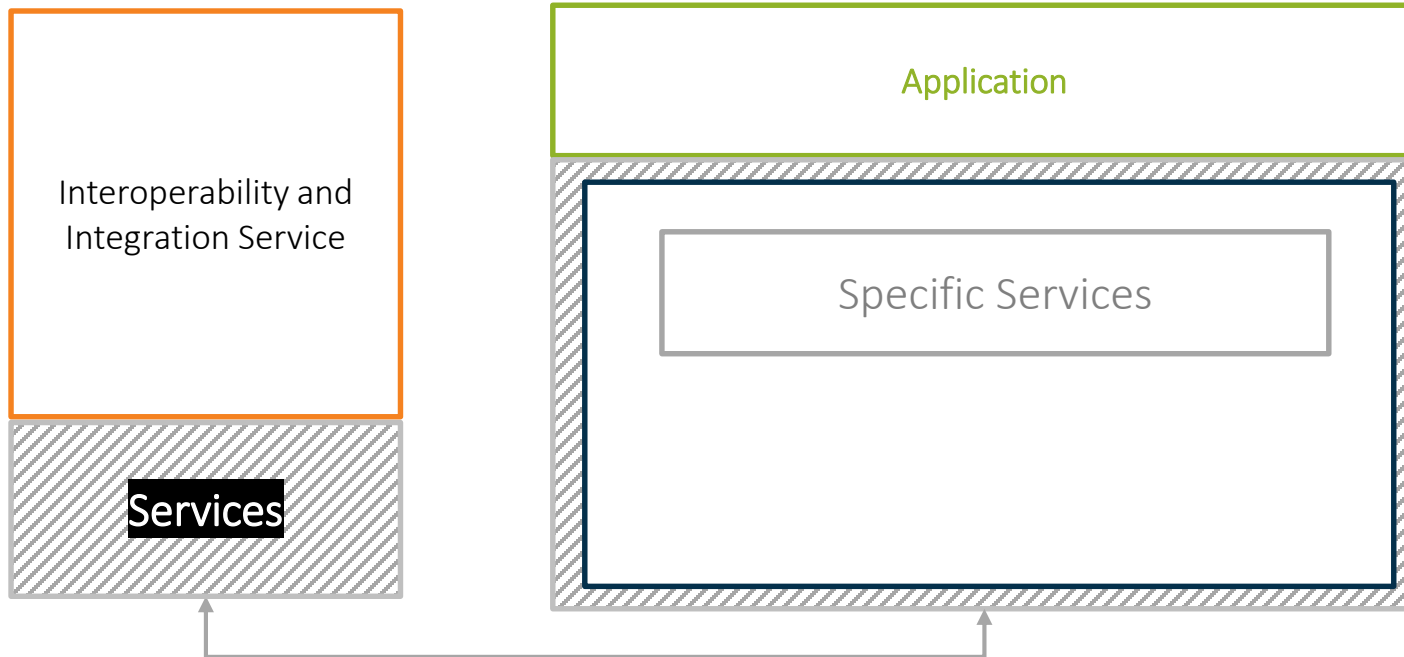 Interoperability and
Integration Service
Services
Application
Specific Services